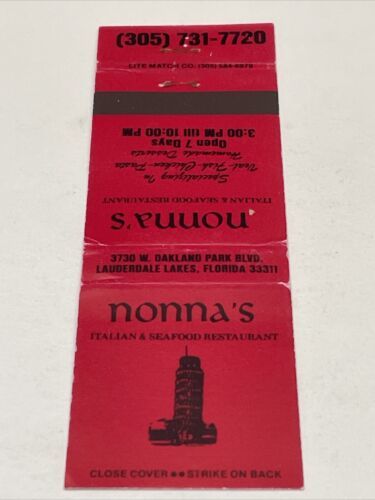 (305) 731-7720
LITE MATCH CO. (305) 584-6978
Open 7 Days
3:00 PM till 10:00 PM
Homemade Desserts
Veal-Fish-Chicken-Pasta
Specializing In
ITALIAN & SEAFOOD RESTAURANT
nonna's
3730 W. OAKLAND PARK BLVD.
LAUDERDALE LAKES, FLORIDA 33311
nonna's
ITALIAN & SEAFOOD RESTAURANT
CLOSE COVER ●● STRIKE ON BACK